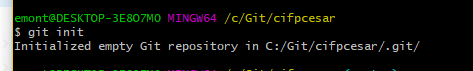 emont@DESKTOP-3E8O7MO MINGW64 /c/Git/cifpcesar
$ git init
Initialized empty Git repository in C:/Git/cifpcesar/.git/